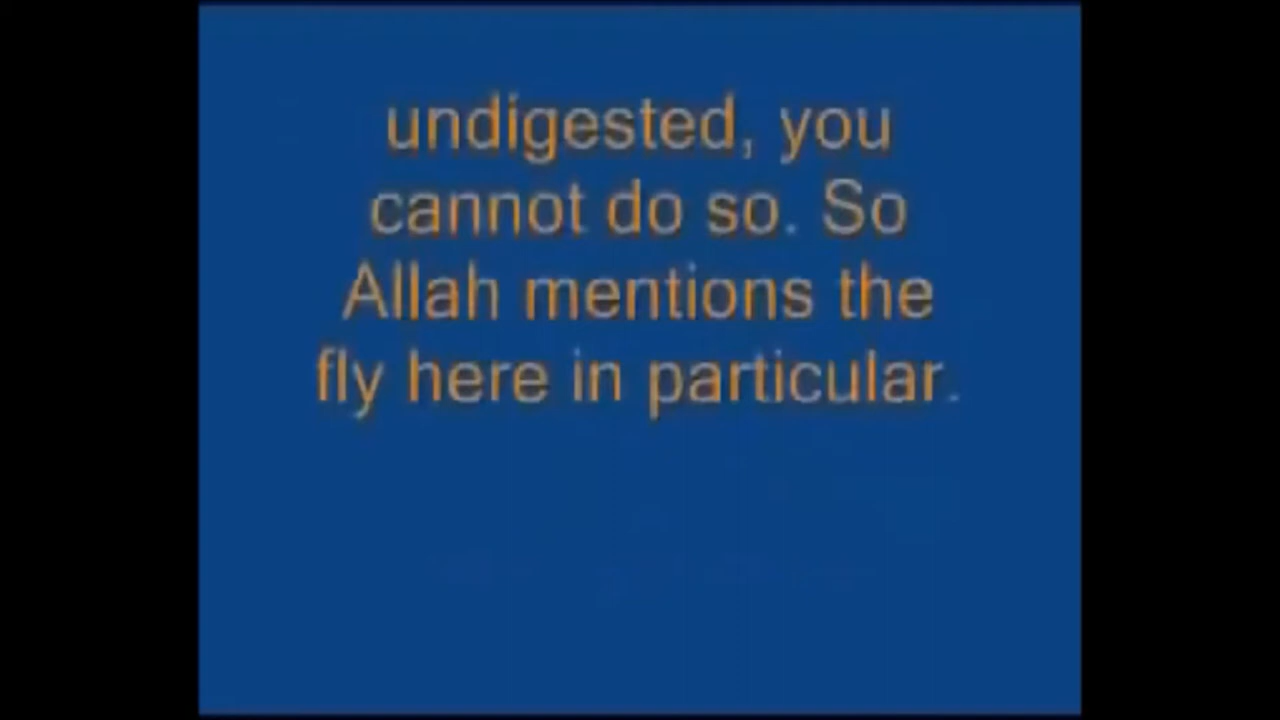 undigested, you
cannot do so. So
Allah mentions the
fly here in particular.